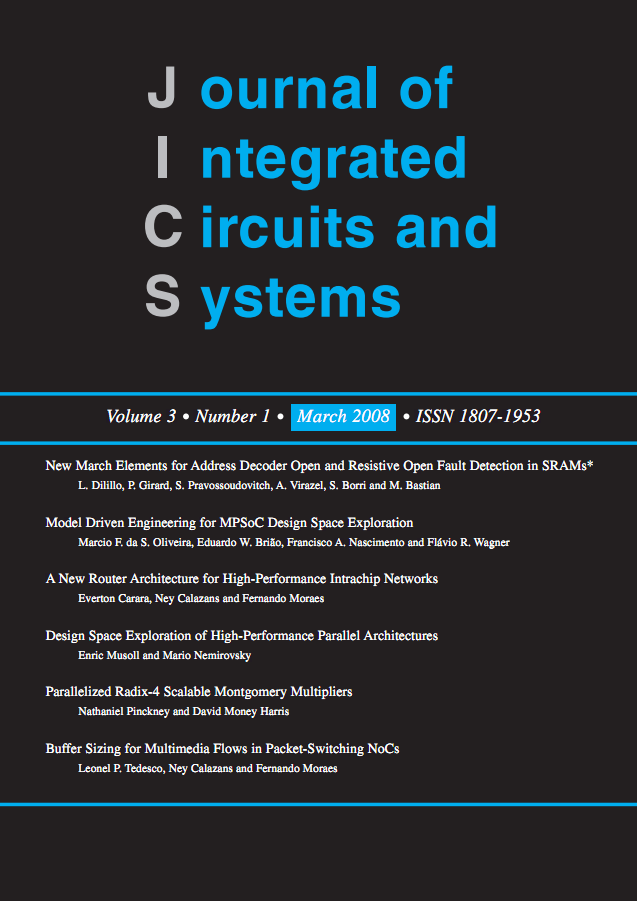 J ournal of
I ntegrated
C ircuits and
S ystems
Volume 3 • Number 1 • March 2008 • ISSN 1807-1953
New March Elements for Address Decoder Open and Resistive Open Fault Detection in SRAMs*
L. Dilillo, P. Girard, S. Pravossoudovitch, A. Virazel, S. Borri and M. Bastian
Model Driven Engineering for MPSoC Design Space Exploration
Marcio F. da S. Oliveira, Eduardo W. Brião, Francisco A. Nascimento and Flávio R. Wagner
A New Router Architecture for High-Performance Intrachip Networks
Everton Carara, Ney Calazans and Fernando Moraes
Design Space Exploration of High-Performance Parallel Architectures
Enric Musoll and Mario Nemirovsky
Parallelized Radix-4 Scalable Montgomery Multipliers
Nathaniel Pinckney and David Money Harris
Buffer Sizing for Multimedia Flows in Packet-Switching NoCs
Leonel P. Tedesco, Ney Calazans and Fernando Moraes